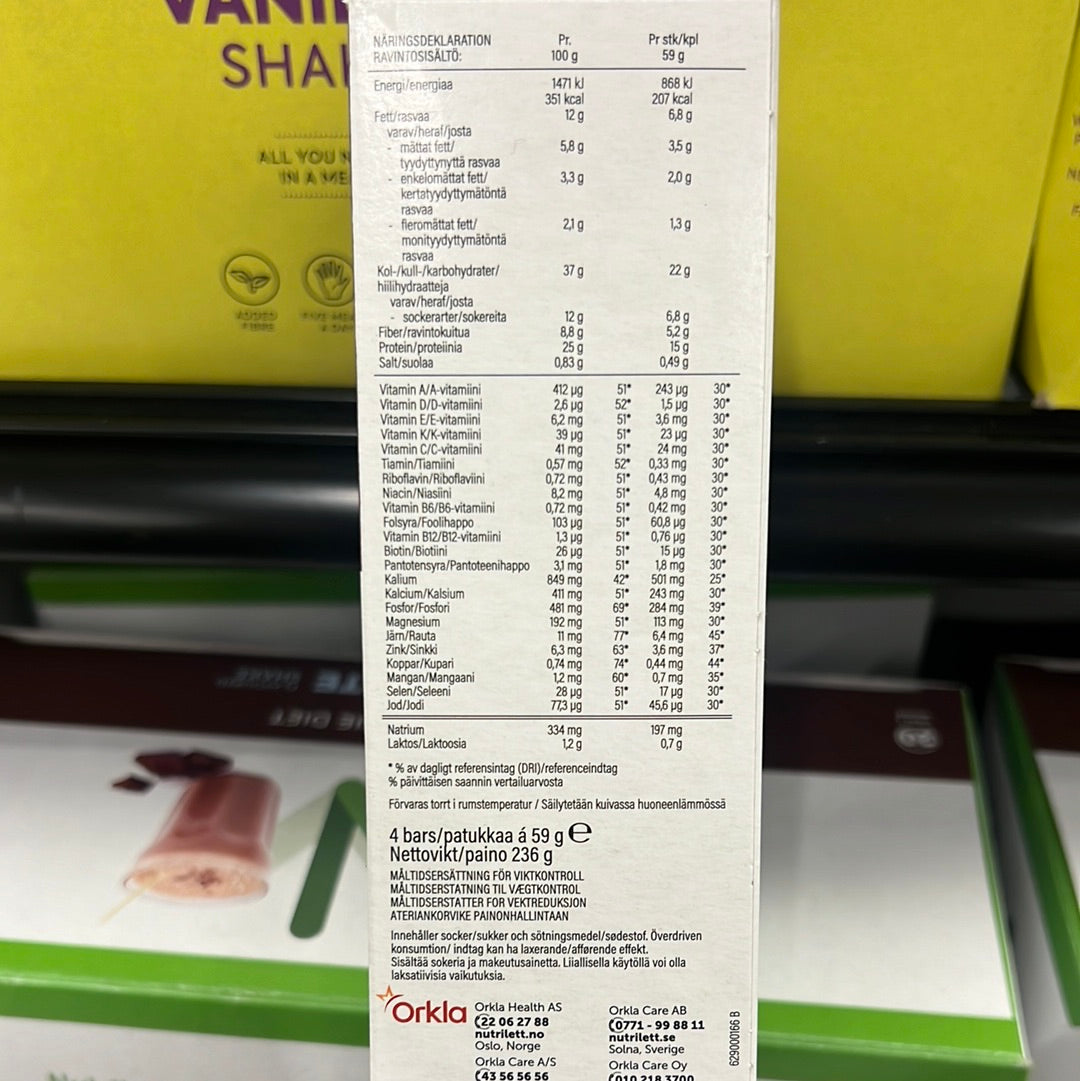 SHA
ALL YOU
IN A ME
ADDED
FIBRE
NÄRINGSDEKLARATION Pr. Pr stk/kpl
RAVINTOSISÄLTÖ: 100 g 59 g
Energi/energiaa 1471 kJ 868 kJ
351 kcal 207 kcal
Fett/rasvaa 12 g 6,8 g
varav/heraf/josta
- mättat fett/ 5,8 g 3,5 g
tyydyttynyttä rasvaa
- enkelomättat fett/ 3,3 g 2,0 g
kertatyydyttymätöntä
rasvaa
- fleromättat fett/ 2,1 g 1,3 g
monityydyttymätöntä
rasvaa
Kol-/kull-/karbohydrater/ 37 g 22 g
hiilihydraatteja
varav/heraf/josta
- sockerarter/sokereita 12 g 6,8 g
Fiber/ravintokuitua 8,8 g 5,2 g
Protein/proteiinia 25 g 15 g
Salt/suolaa 0,83 g 0,49 g
Vitamin A/A-vitamiini 412 µg 51* 243 µg 30*
Vitamin D/D-vitamiini 2,6 µg 52* 1,5 µg 30*
Vitamin E/E-vitamiini 6,2 mg 51* 3,6 mg 30*
Vitamin K/K-vitamiini 39 µg 51* 23 µg 30*
Vitamin C/C-vitamiini 41 mg 51* 24 mg 30*
Tiamin/Tiamiini 0,57 mg 52* 0,33 mg 30*
Riboflavin/Riboflaviini 0,72 mg 51* 0,43 mg 30*
Niacin/Niasiini 8,2 mg 51* 4,8 mg 30*
Vitamin B6/B6-vitamiini 0,72 mg 51* 0,42 mg 30*
Folsyra/Foolihappo 103 µg 51* 60,8 µg 30*
Vitamin B12/B12-vitamiini 1,3 µg 51* 0,76 µg 30*
Biotin/Biotiini 26 µg 51* 15 µg 30*
Pantotensyra/Pantoteenihappo 3,1 mg 51* 1,8 mg 30*
Kalium 849 mg 42* 501 mg 25*
Kalcium/Kalsium 411 mg 51* 243 mg 30*
Fosfor/Fosfori 481 mg 69* 284 mg 39*
Magnesium 192 mg 51* 113 mg 30*
Järn/Rauta 11 mg 77* 6,4 mg 45*
Zink/Sinkki 6,3 mg 63* 3,6 mg 37*
Koppar/Kupari 0,74 mg 74* 0,44 mg 44*
Mangan/Mangaani 1,2 mg 60* 0,7 mg 35*
Selen/Seleeni 28 µg 51* 17 µg 30*
Jod/Jodi 77,3 µg 51* 45,6 µg 30*
Natrium 334 mg 197 mg
Laktos/Laktoosia 1,2 g 0,7 g
* % av dagligt referensintag (DRI)/referenceindtag
% päivittäisen saannin vertailuarvosta
Förvaras torrt i rumstemperatur / Säilytetään kuivassa huoneenlämmössä
4 bars/patukkaa á 59 g e
Nettovikt/paino 236 g
MÅLTIDSERSÄTTNING FÖR VIKTKONTROLL
MÅLTIDSERSTATNING TIL VÆGTKONTROL
MÅLTIDSERSTATTER FOR VEKTREDUKSJON
ATERIANKORVIKE PAINONHALLINTAAN
Innehåller socker/sukker och sötningsmedel/sødestof. Överdriven
konsumtion/ indtag kan ha laxerande/afførende effekt.
Sisältää sokeria ja makeutusainetta. Liiallisella käytöllä voi olla
laksatiivisia vaikutuksia.
Orkla
Orkla Health AS
22 06 27 88
nutrilett.no
Oslo, Norge
Orkla Care A/S
43 56 56 56
Orkla Care AB
0771 - 99 88 11
nutrilett.se
Solna, Sverige
Orkla Care Oy
010 218 3700
629000166 B